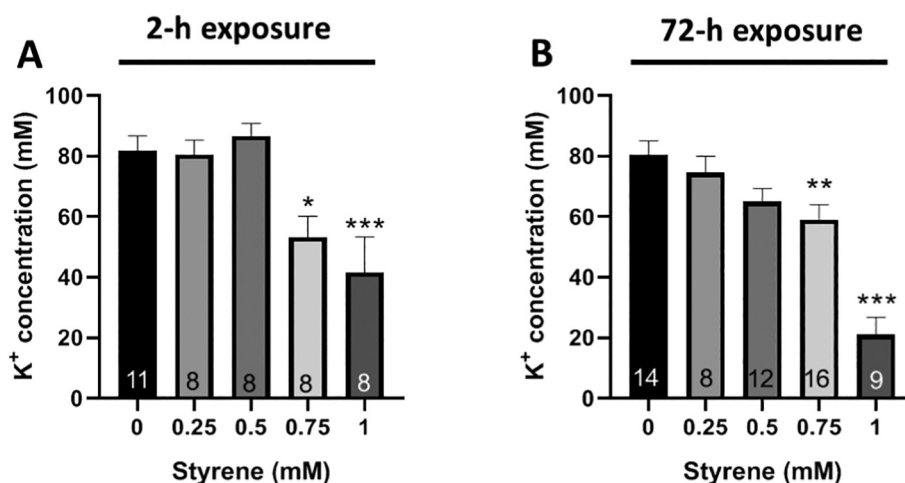 2-h exposure
A
K+ concentration (mM)
100
80
60
40
20
0
*
***
11 8 8 8 8
0 0.25 0.5 0.75 1
Styrene (mM)
72-h exposure
B
K+ concentration (mM)
100
80
60
40
20
0
**
***
14 8 12 16 9
0 0.25 0.5 0.75 1
Styrene (mM)